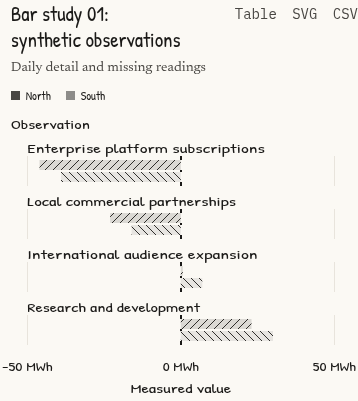 Bar study 01:
synthetic observations
Table SVG CSV
Daily detail and missing readings
North South
Observation
Enterprise platform subscriptions
Local commercial partnerships
International audience expansion
Research and development
−50 MWh 0 MWh 50 MWh
Measured value